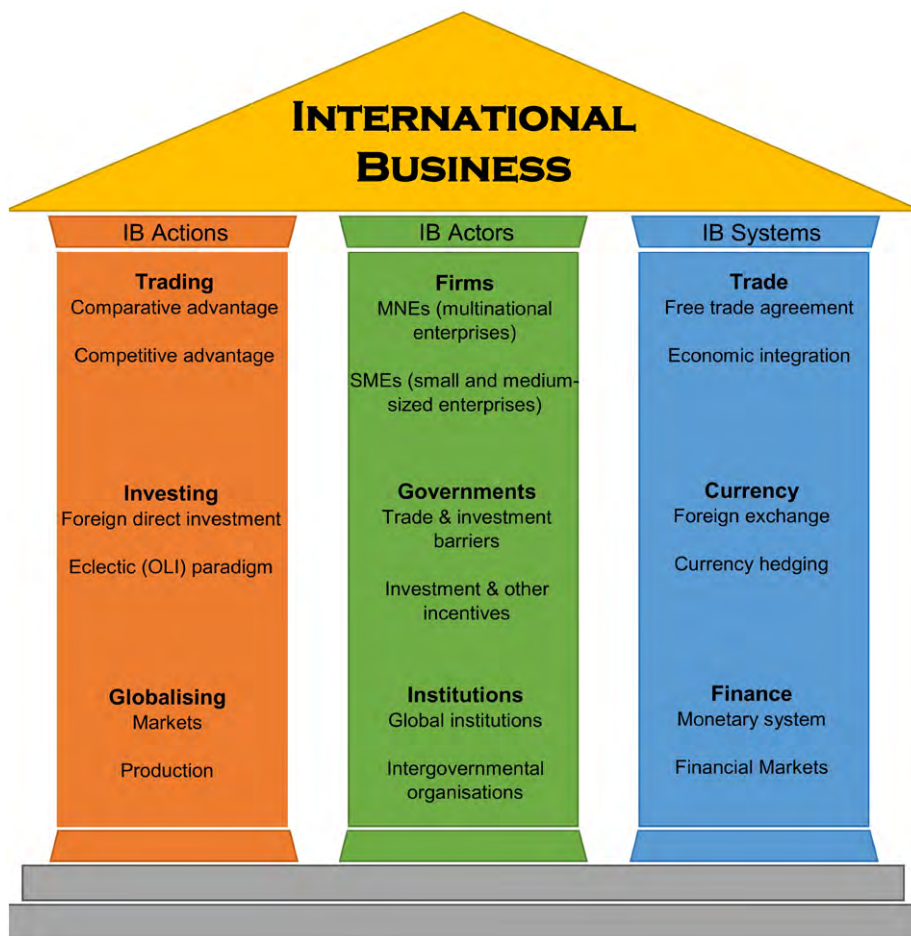 INTERNATIONAL
BUSINESS
IB Actions
Trading
Comparative advantage
Competitive advantage
Investing
Foreign direct investment
Eclectic (OLI) paradigm
Globalising
Markets
Production
IB Actors
Firms
MNEs (multinational
enterprises)
SMEs (small and medium-
sized enterprises)
Governments
Trade & investment
barriers
Investment & other
incentives
Institutions
Global institutions
Intergovernmental
organisations
IB Systems
Trade
Free trade agreement
Economic integration
Currency
Foreign exchange
Currency hedging
Finance
Monetary system
Financial Markets